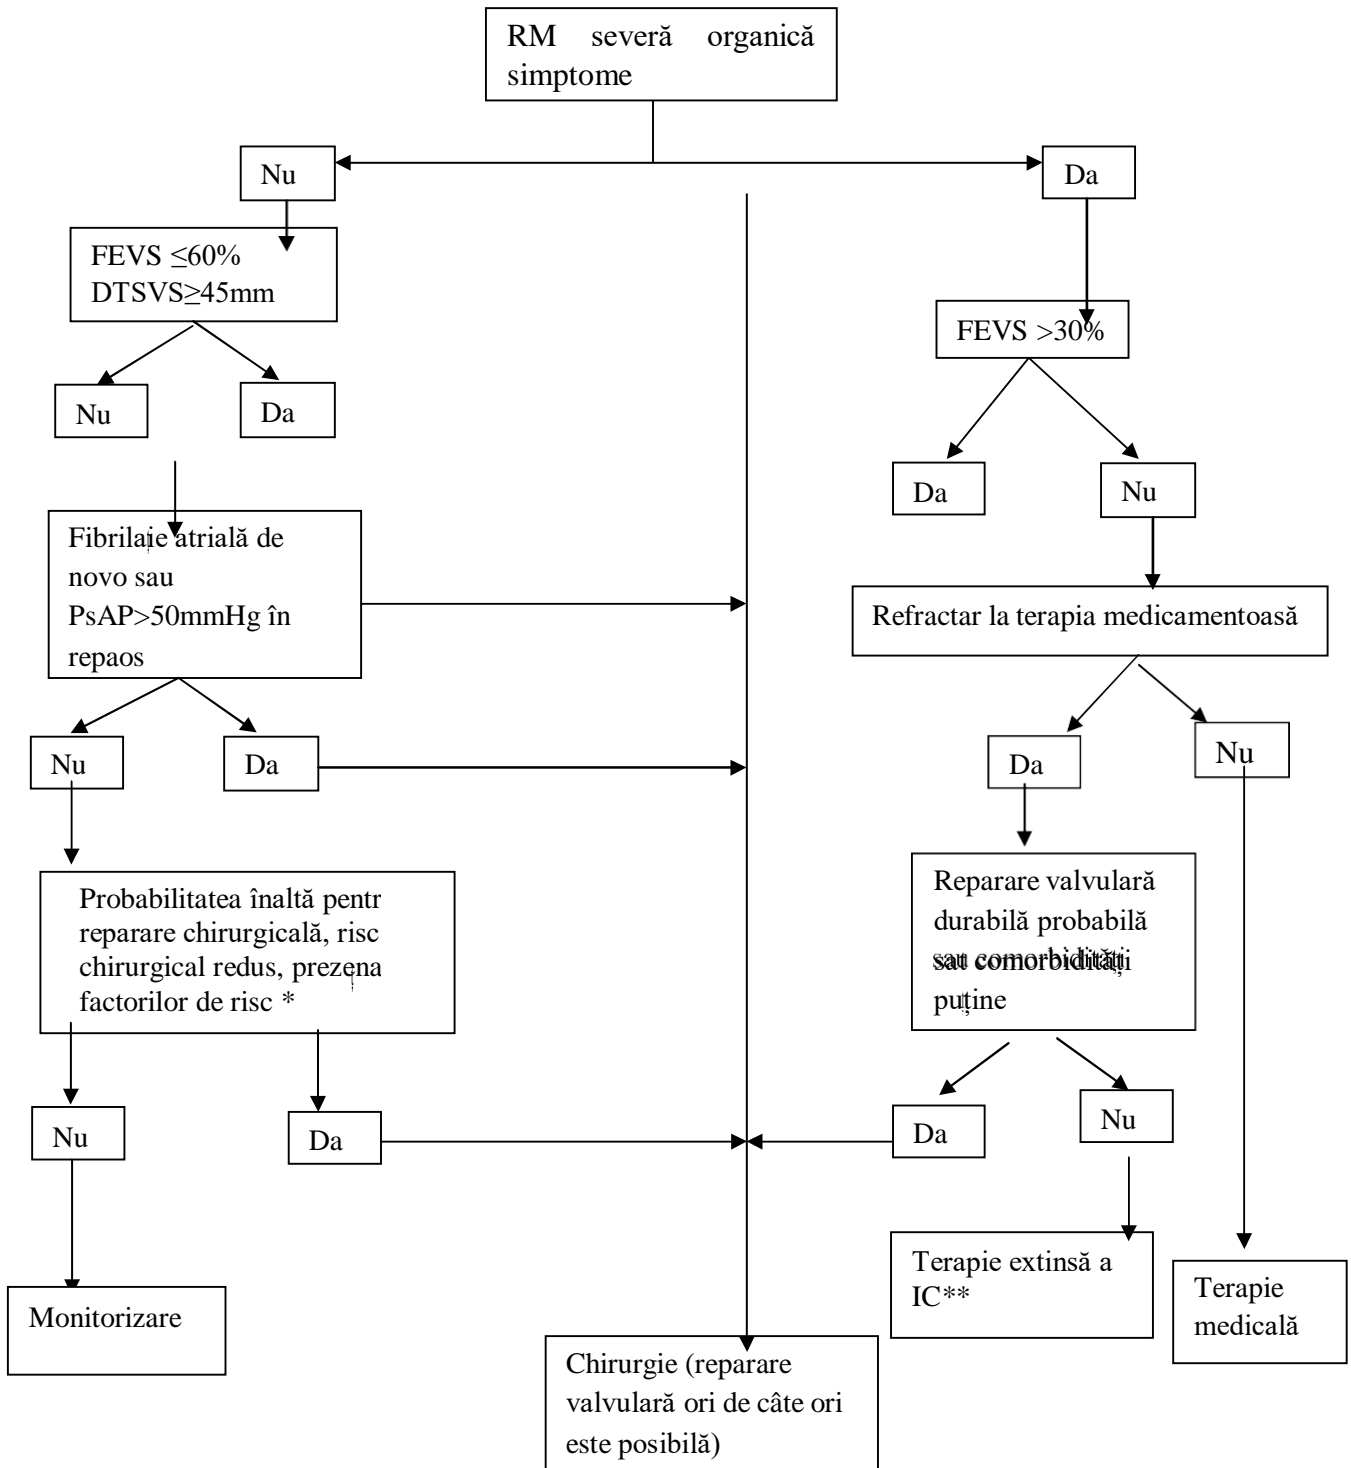 RM severă organică
simptome
Nu
Da
FEVS ≤60%
DTSVS≥45mm
FEVS >30%
Nu
Da
Da
Nu
Fibrilaie atrială de
novo sau
PsAP>50mmHg în
repaos
Refractar la terapia medicamentoasă
Nu
Da
Da
Nu
Probabilitatea înaltă pentr
reparare chirurgicală, risc
chirurgical redus, prezena
factorilor de risc *
Reparare valvulară
durabilă probabilă
sau comorbidități
puține
Nu
Da
Da
Nu
Terapie extinsă a
IC**
Terapie
medicală
Monitorizare
Chirurgie (reparare
valvulară ori de câte ori
este posibilă)